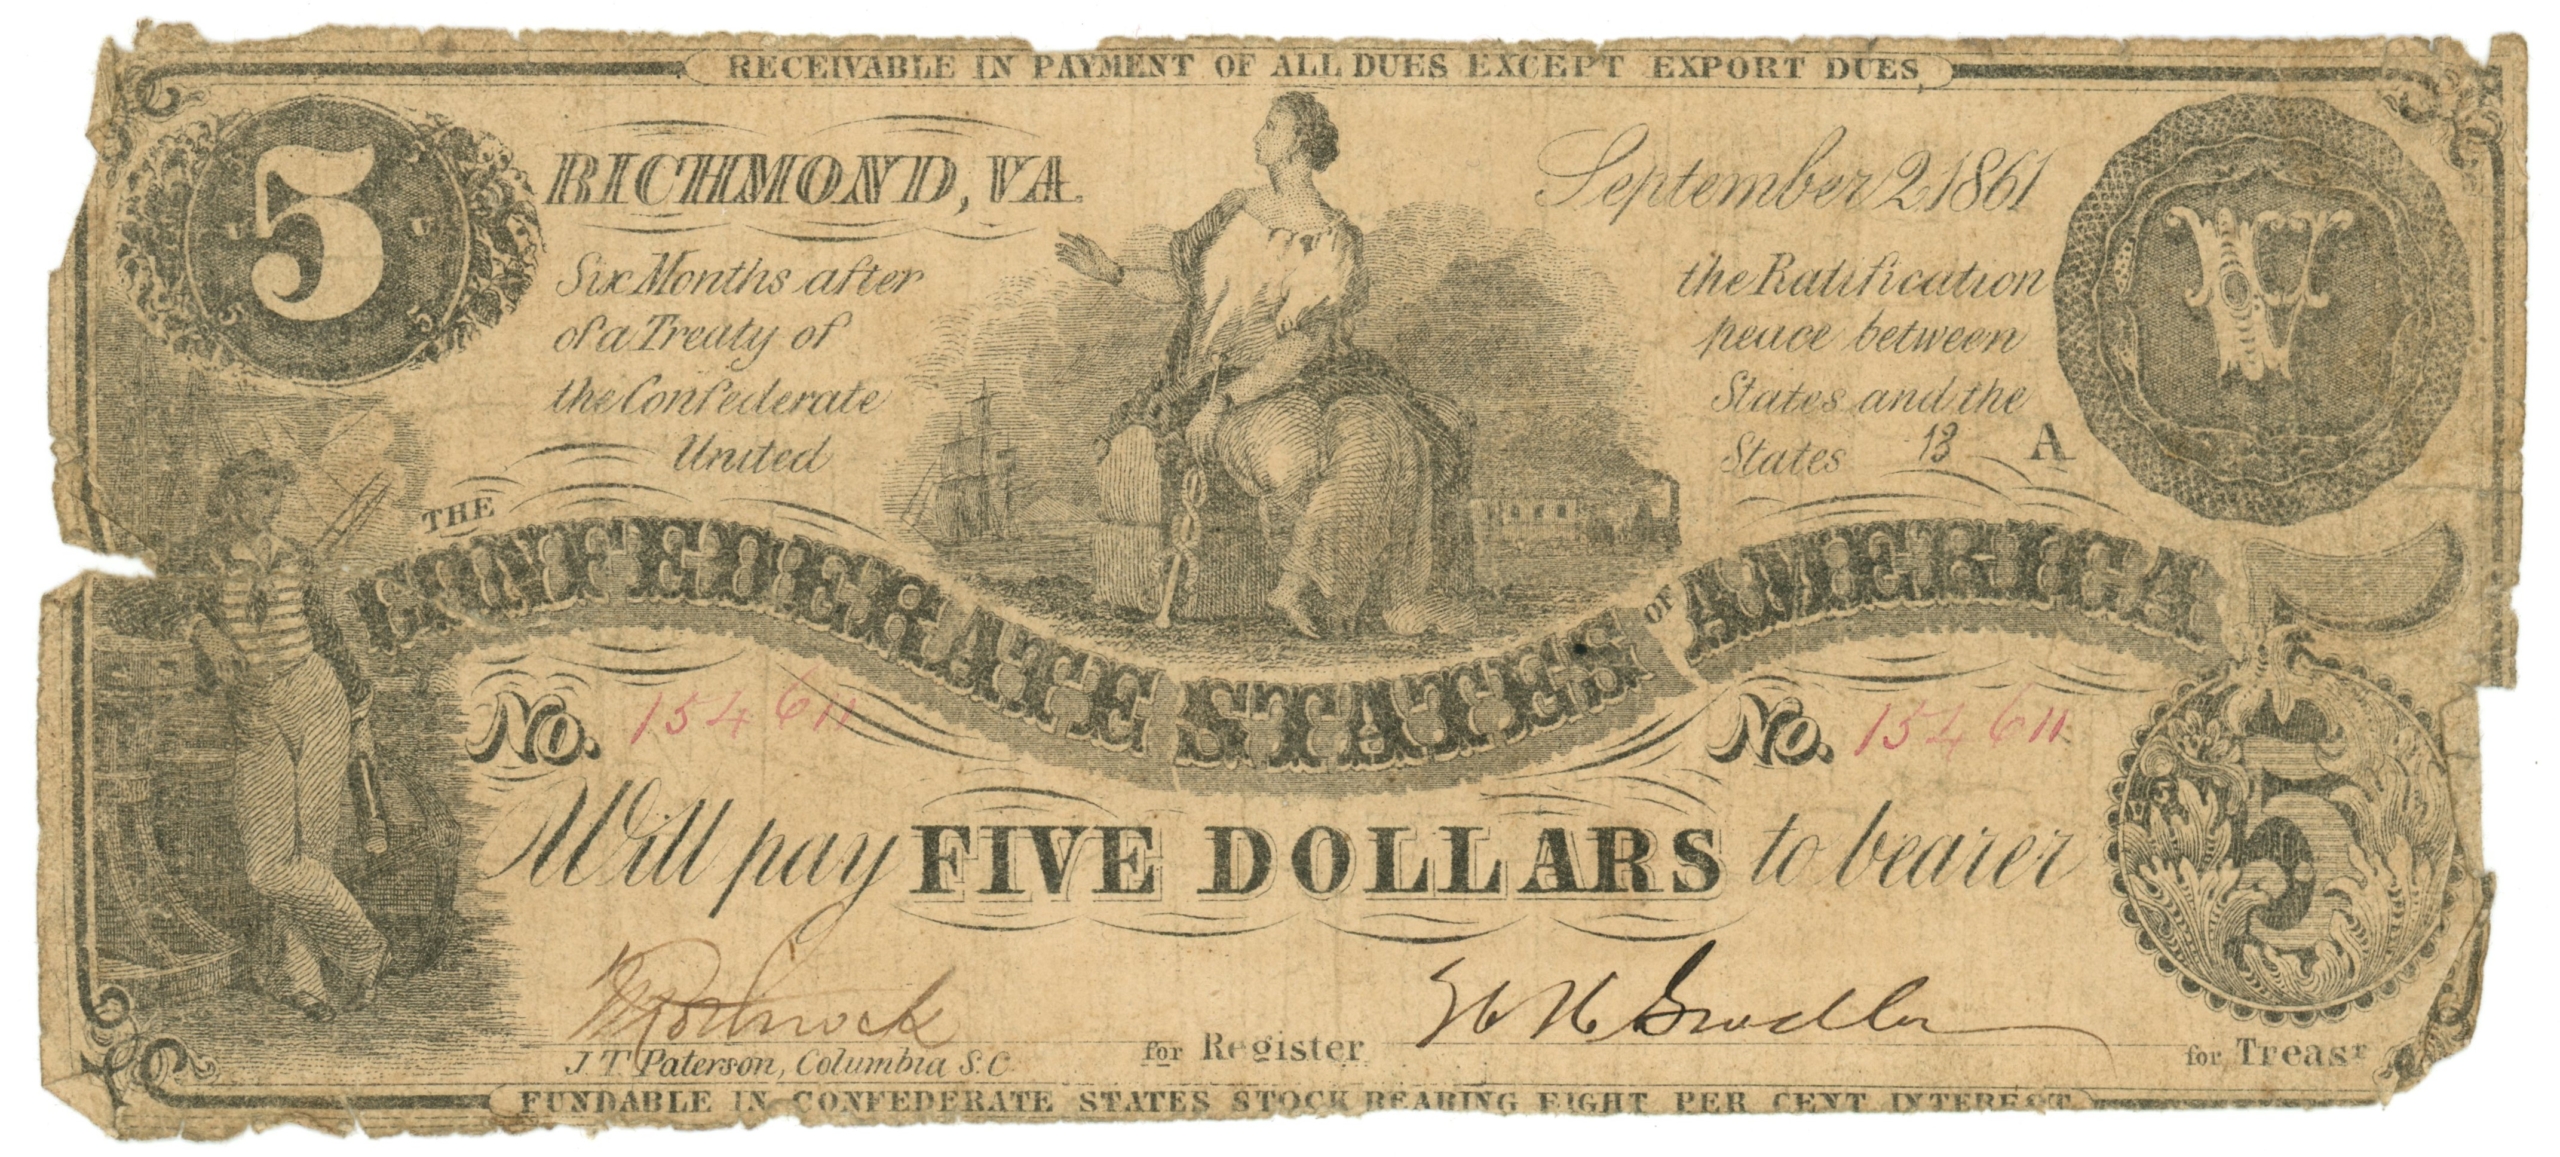 RECEIVABLE IN PAYMENT OF ALL DUES EXCEPT EXPORT DUES
5
RICHMOND, VA.
September 2 1861
V
Six Months after the Ratification
of a Treaty of peace between
the Confederate States and the
United States 13 A
THE CONFEDERATE STATES OF AMERICA
No. 154611
No. 154611
5
Will pay FIVE DOLLARS to bearer
J T Paterson, Columbia S.C.
for Register
for Treasr
FUNDABLE IN CONFEDERATE STATES STOCK BEARING EIGHT PER CENT INTEREST